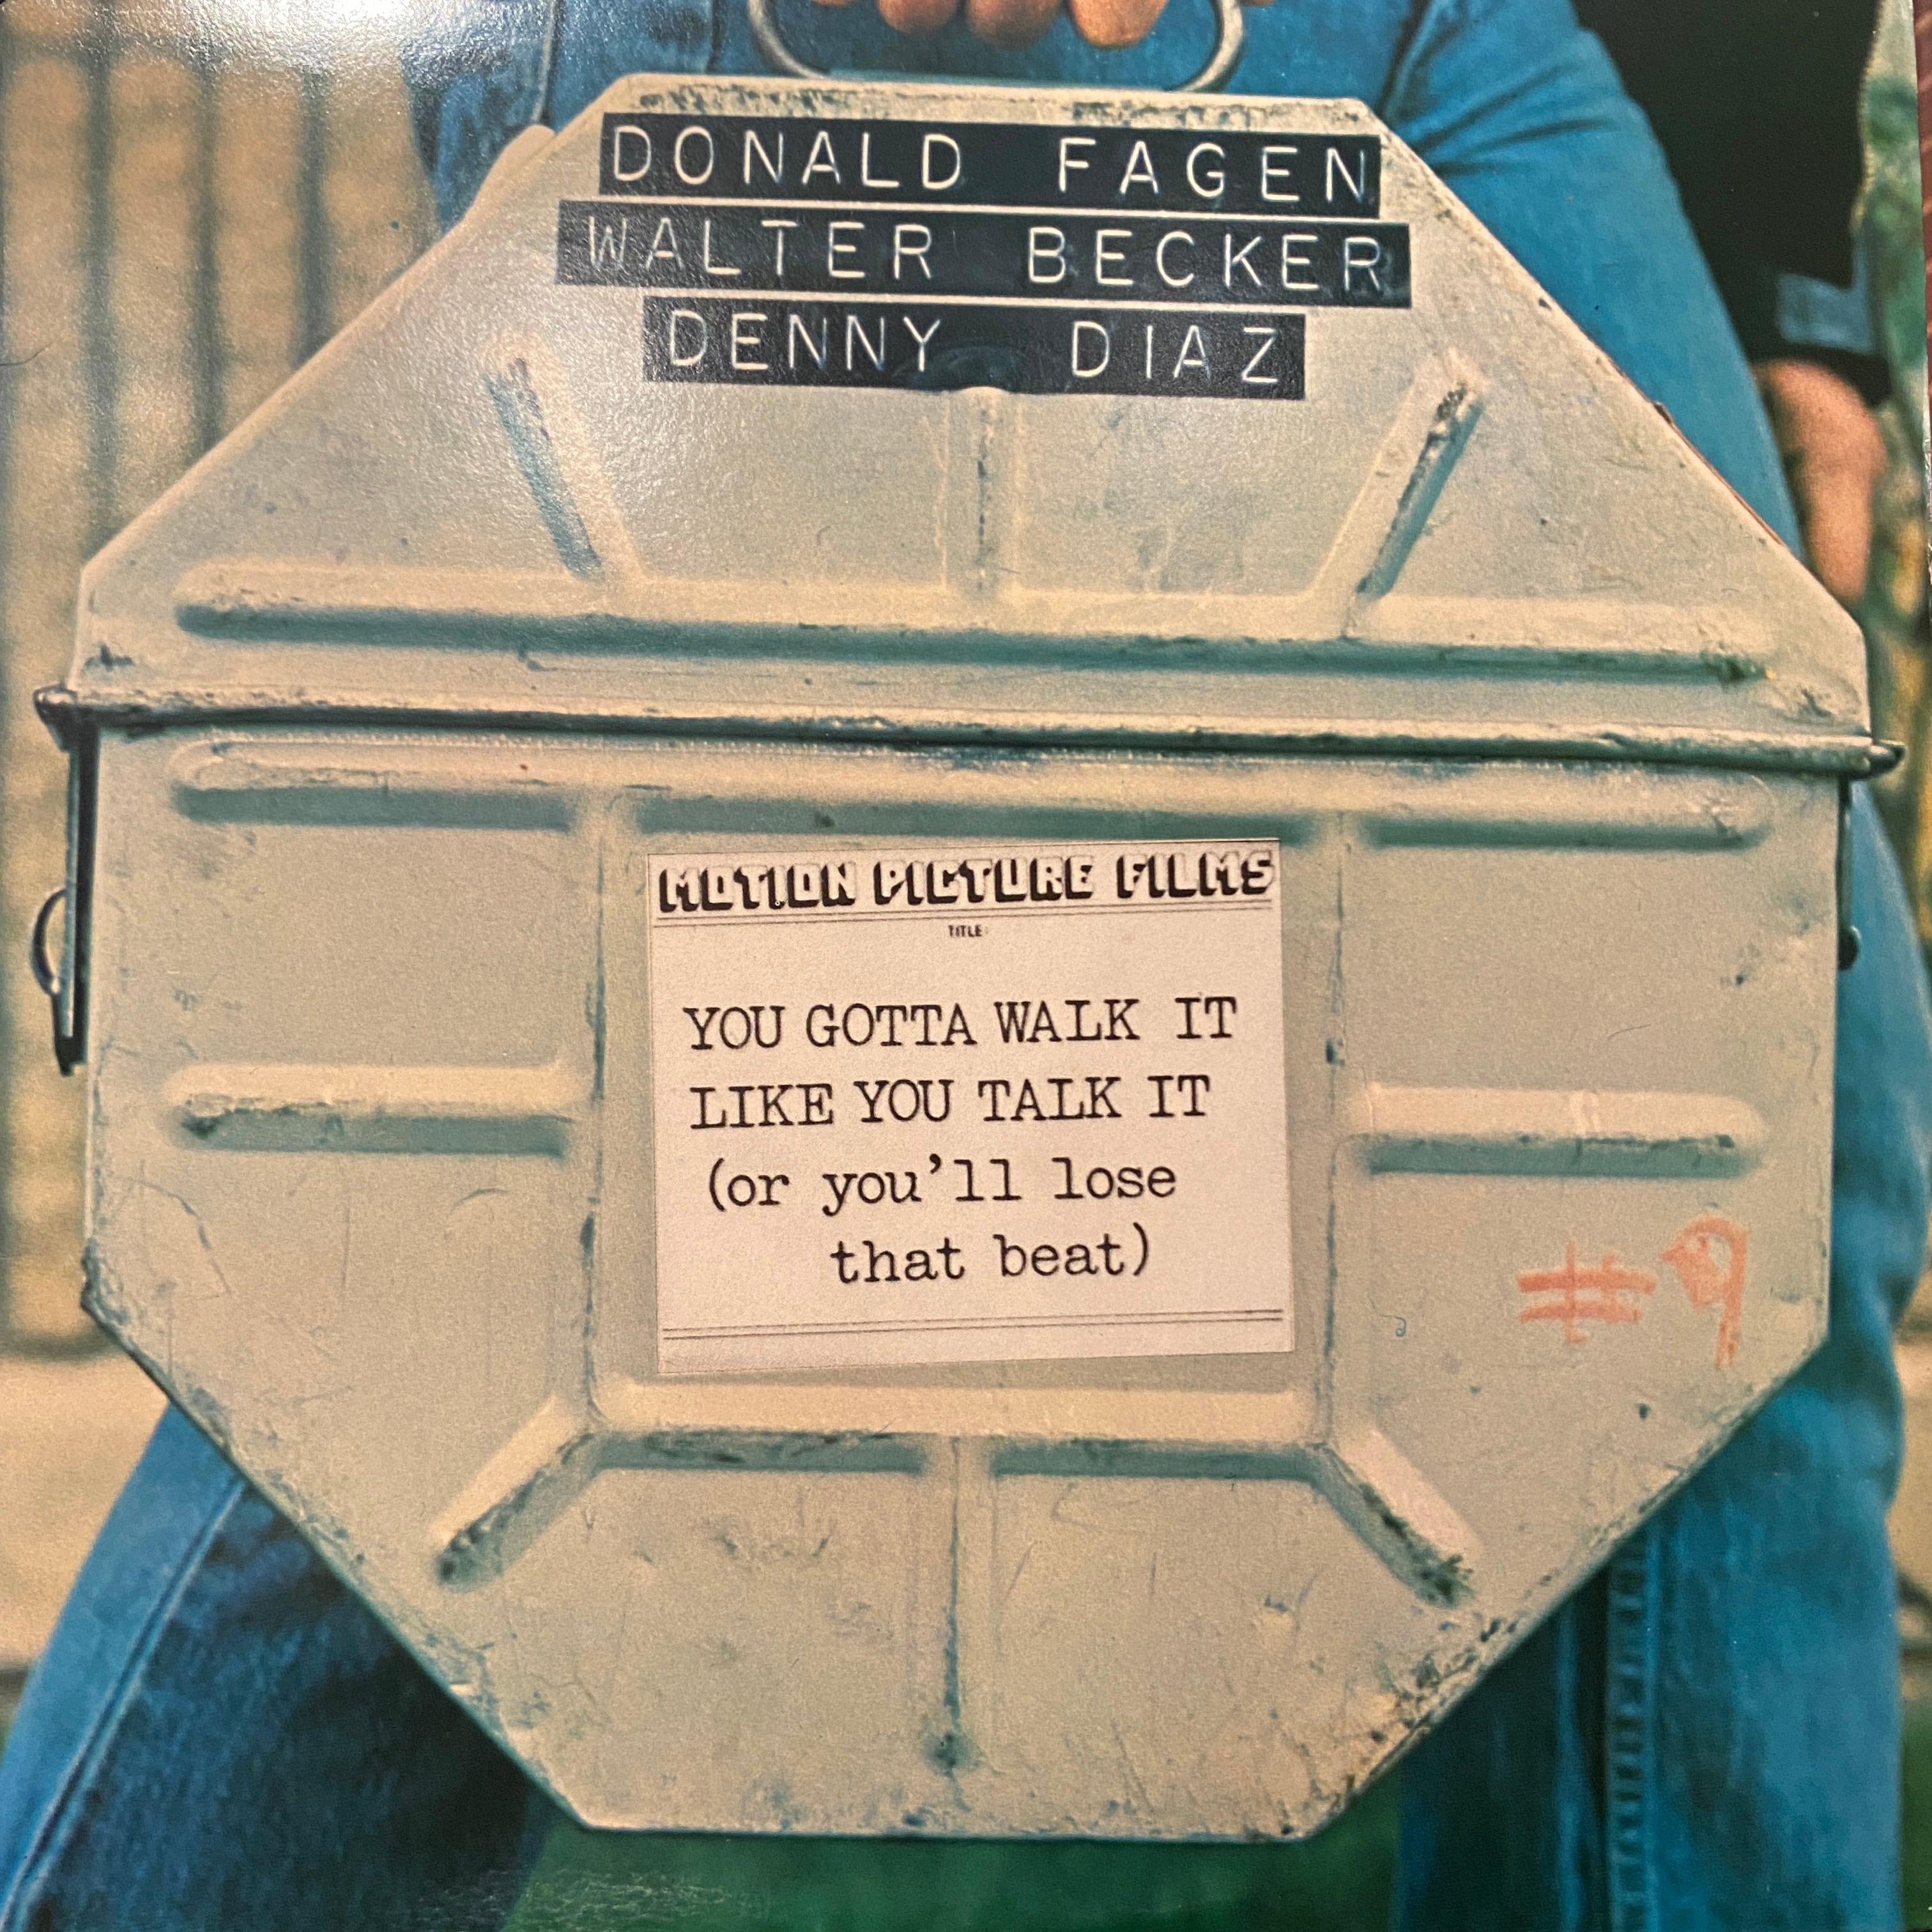 DONALD FAGEN
WALTER BECKER
DENNY DIAZ
MOTION PICTURE FILMS
TITLE:
YOU GOTTA WALK IT
LIKE YOU TALK IT
(or you'll lose
that beat)
#9